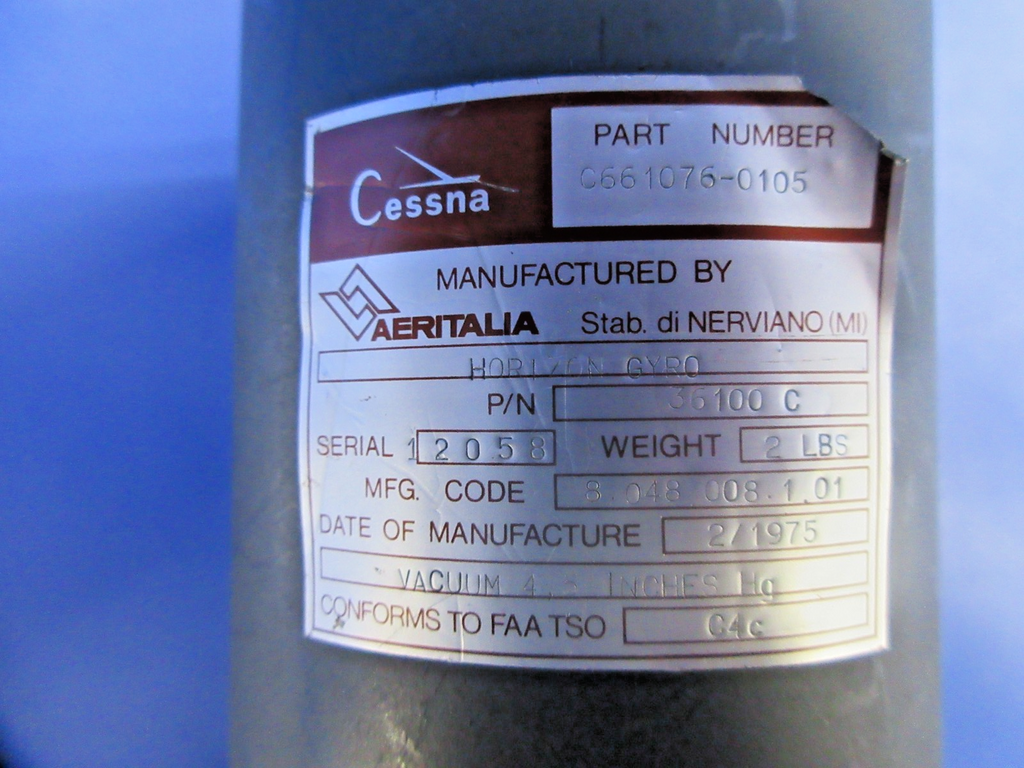 Cessna
PART NUMBER
C661076-0105
MANUFACTURED BY
AERITALIA Stab. di NERVIANO (MI)
HORIZON GYRO
P/N 36100 C
SERIAL 12058 WEIGHT 2 LBS
MFG. CODE 8.048.008.1.01
DATE OF MANUFACTURE 2/1975
VACUUM INCHES Hg
CONFORMS TO FAA TSO C4c